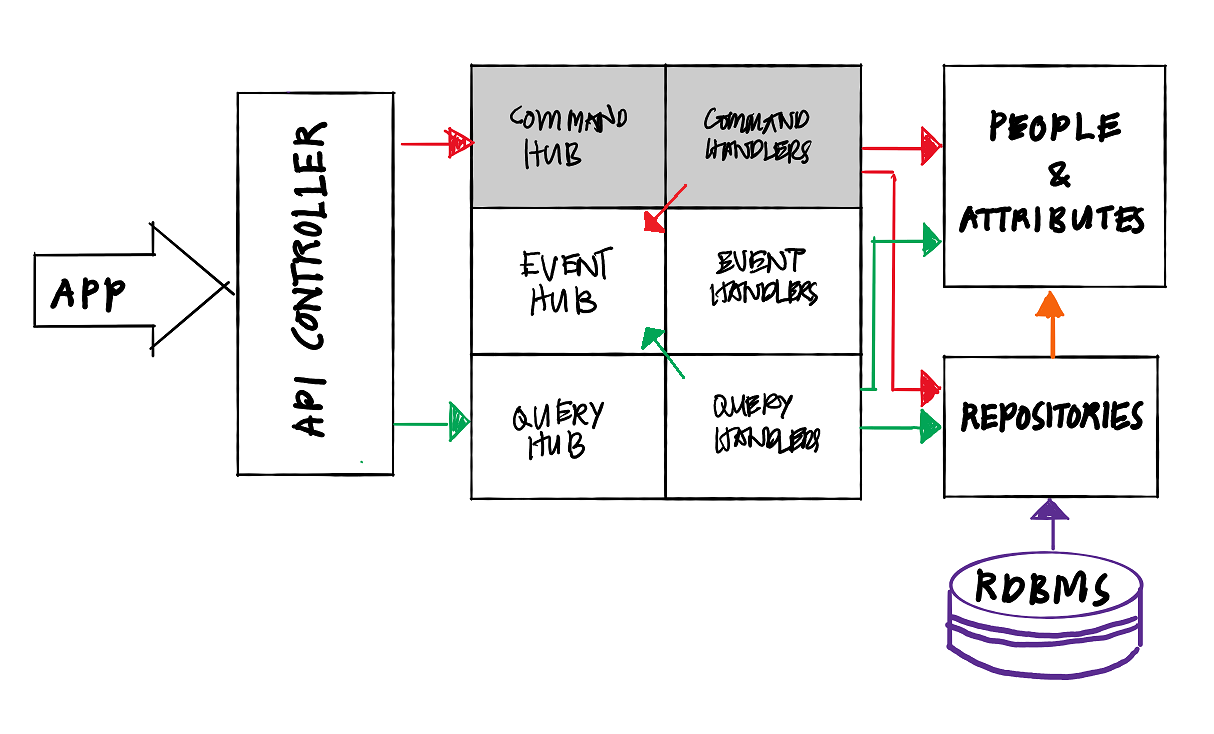 APP
API CONTROLLER
COMMAND
HUB
COMMAND
HANDLERS
EVENT
HUB
EVENT
HANDLERS
QUERY
HUB
QUERY
HANDLERS
PEOPLE
&
ATTRIBUTES
REPOSITORIES
RDBMS